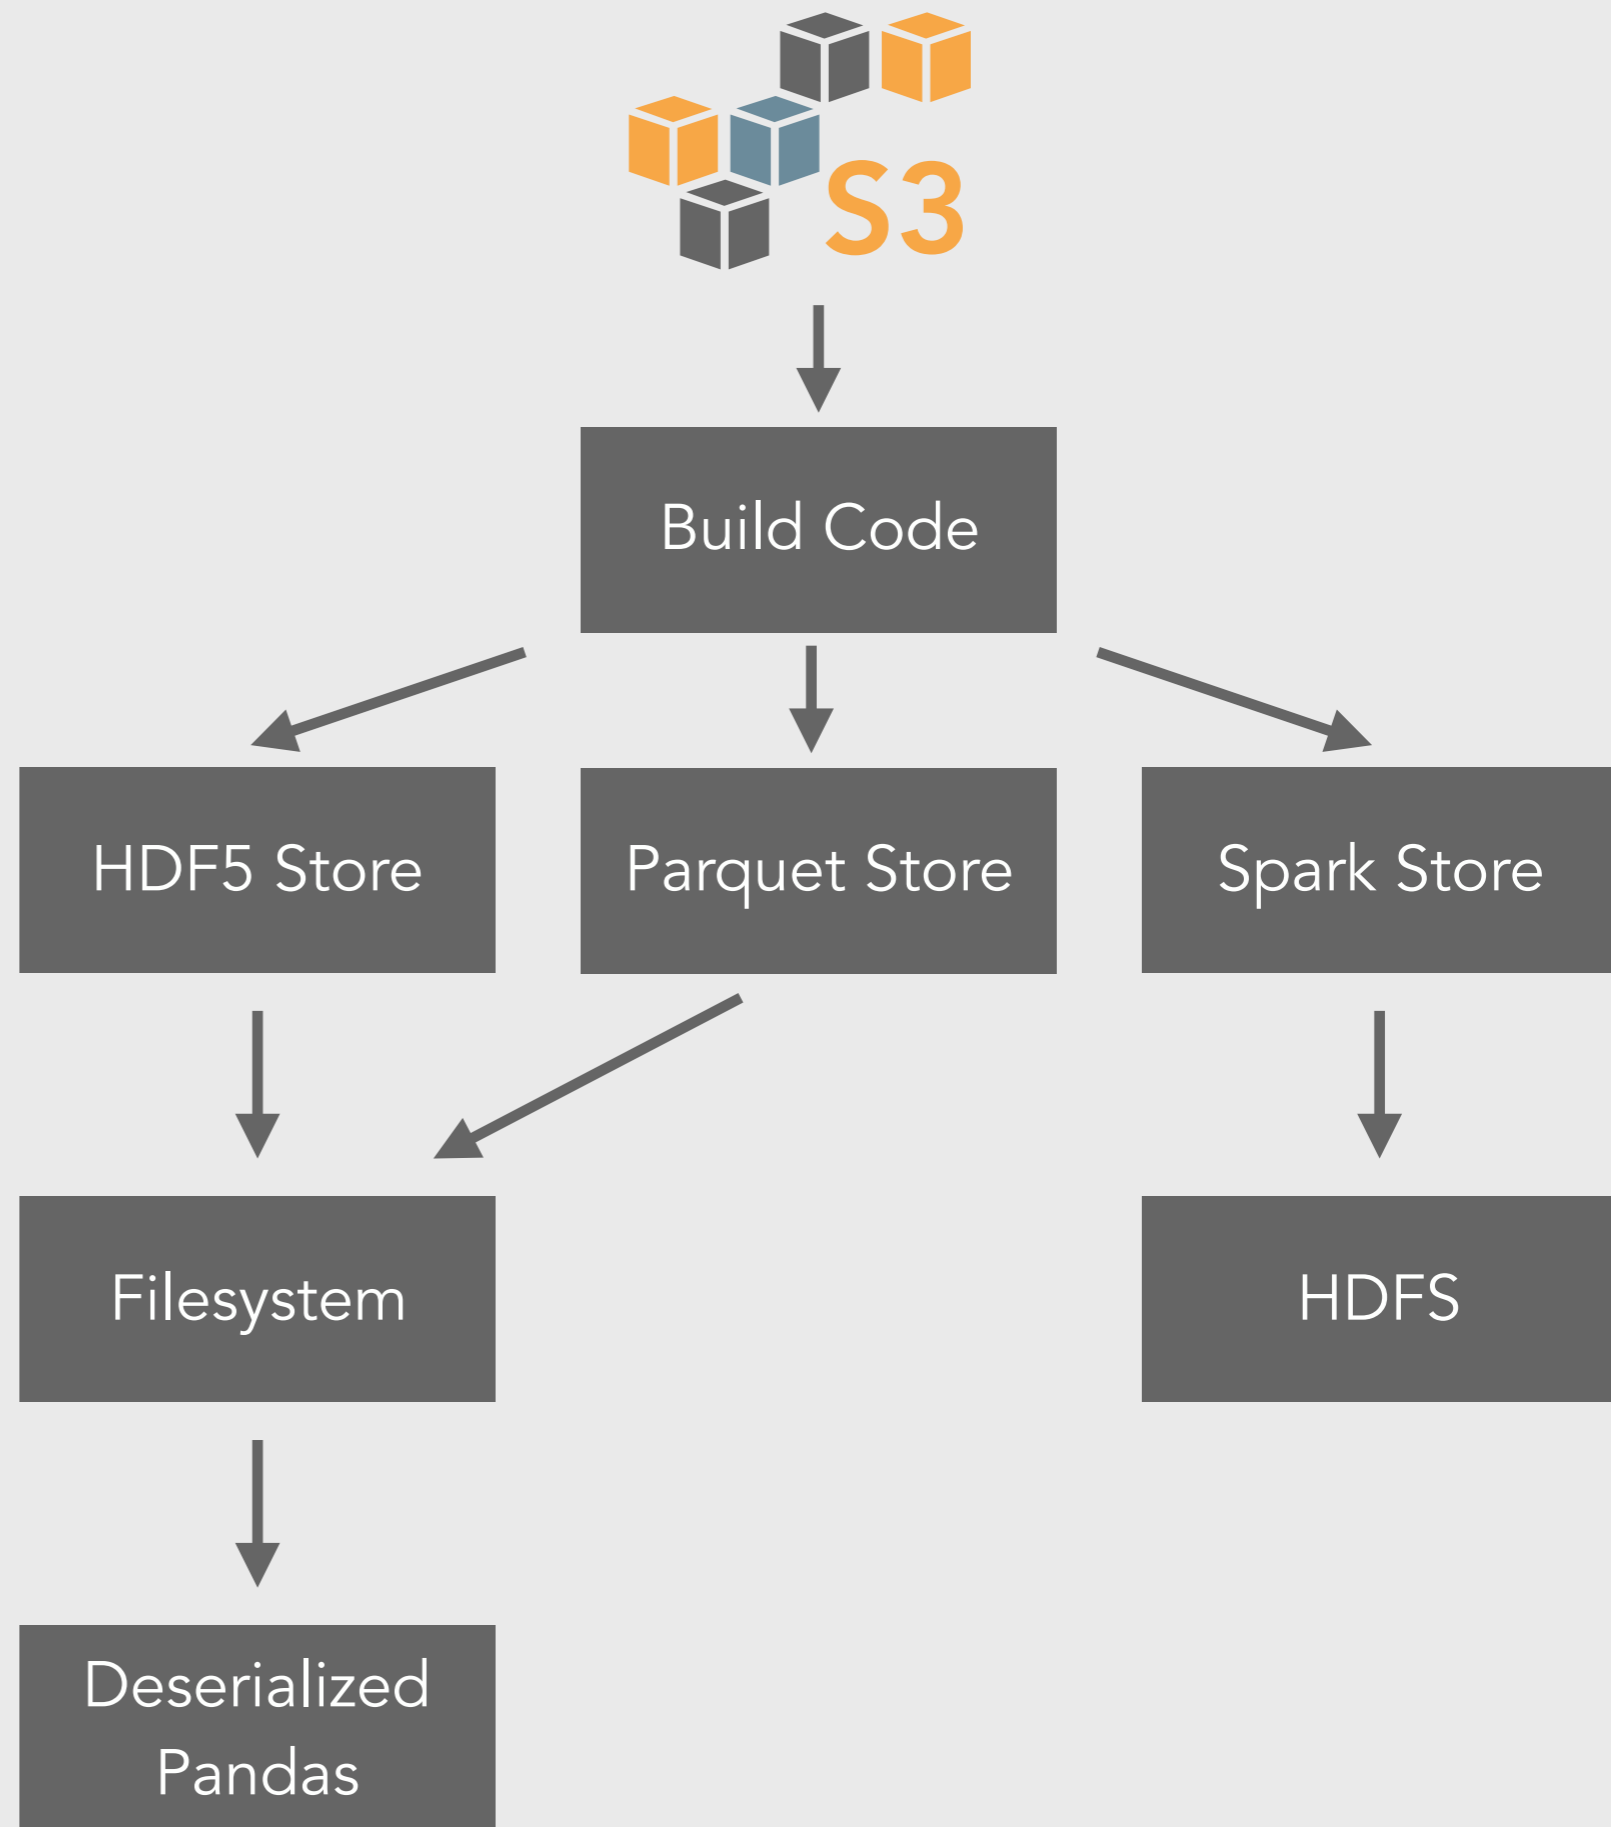 S3
Build Code
HDF5 Store
Parquet Store
Spark Store
Filesystem
HDFS
Deserialized
Pandas